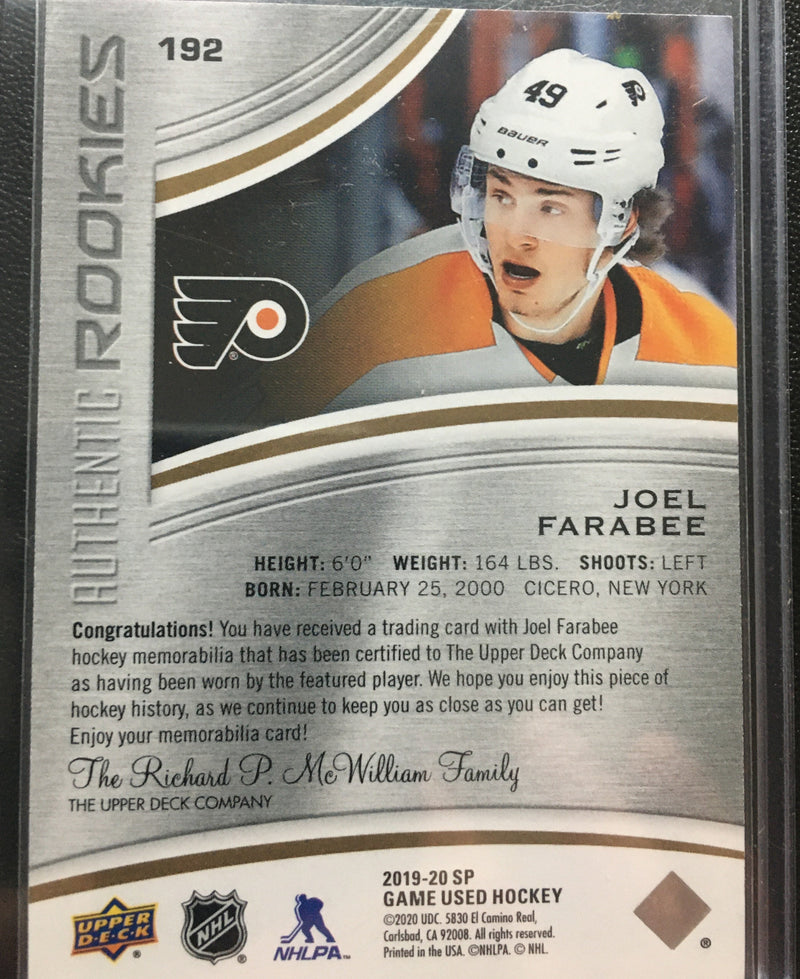 192
AUTHENTIC ROOKIES
49
BAUER
®
JOEL
FARABEE
HEIGHT: 6'0" WEIGHT: 164 LBS. SHOOTS: LEFT
BORN: FEBRUARY 25, 2000 CICERO, NEW YORK
Congratulations! You have received a trading card with Joel Farabee
hockey memorabilia that has been certified to The Upper Deck Company
as having been worn by the featured player. We hope you enjoy this piece of
hockey history, as we continue to keep you as close as you can get!
Enjoy your memorabilia card!
The Richard P. McWilliam Family
THE UPPER DECK COMPANY
UPPER
D·E·C·K
®
NHL
®
NHLPA™
2019-20 SP
GAME USED HOCKEY
©2020 UDC. 5830 El Camino Real,
Carlsbad, CA 92008. All rights reserved.
Printed in the USA. ©NHLPA. © NHL.
®